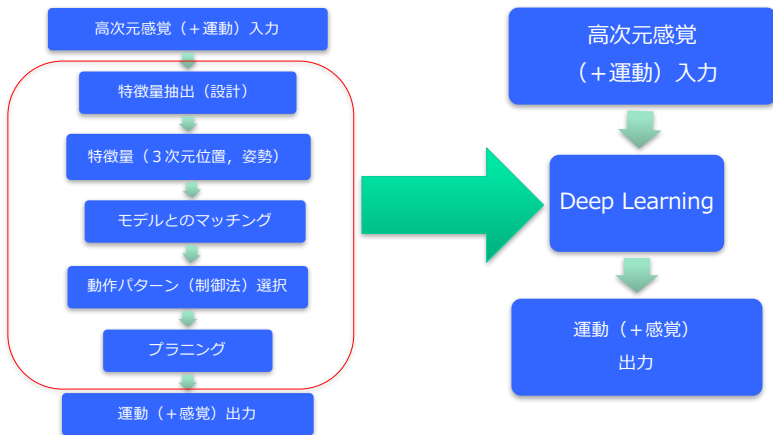 高次元感覚（＋運動）入力
特徴量抽出（設計）
特徴量（３次元位置，姿勢）
モデルとのマッチング
動作パターン（制御法）選択
プラニング
運動（＋感覚）出力
高次元感覚
（＋運動）入力
Deep Learning
運動（＋感覚）
出力